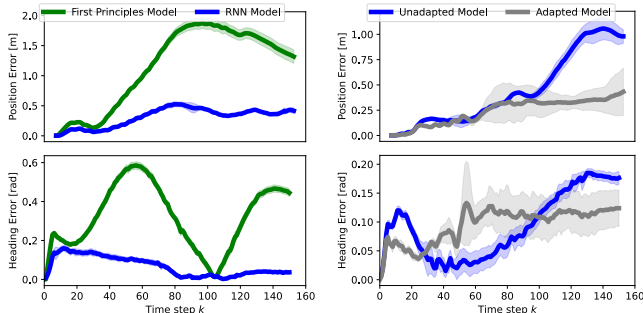 First Principles Model RNN Model
Unadapted Model Adapted Model
Position Error [m]
2.0
1.5
1.0
0.5
0.0
Position Error [m]
1.00
0.75
0.50
0.25
0.00
Heading Error [rad]
0.6
0.4
0.2
0.0
0 20 40 60 80 100 120 140 160
Time step k
Heading Error [rad]
0.20
0.15
0.10
0.05
0.00
0 20 40 60 80 100 120 140 160
Time step k